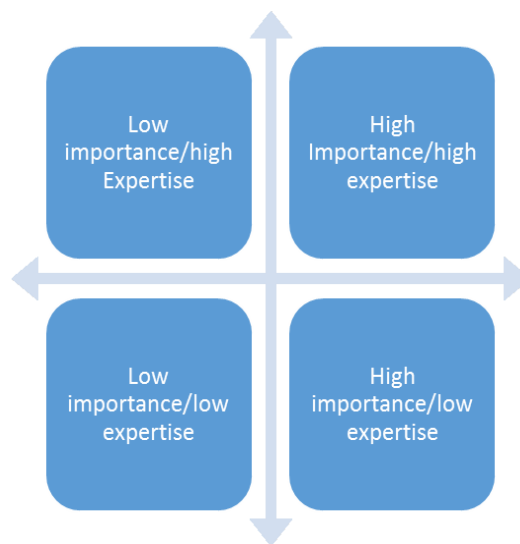 Low
importance/high
Expertise
High
Importance/high
expertise
Low
importance/low
expertise
High
importance/low
expertise